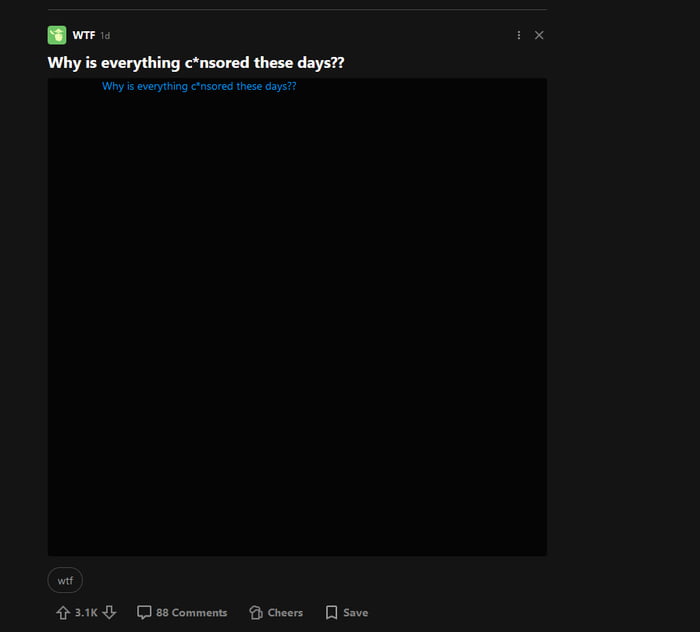 WTF 1d
Why is everything c*nsored these days??
Why is everything c*nsored these days??
wtf
3.1K 88 Comments Cheers Save